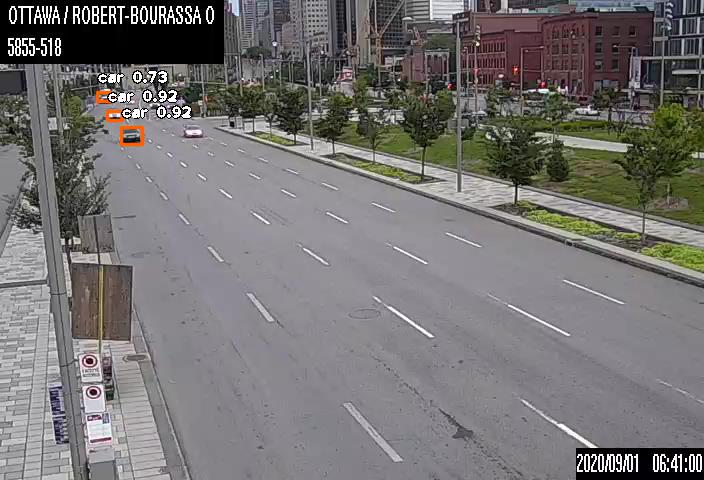 OTTAWA / ROBERT-BOURASSA O
5855-518
car 0.73
car 0.92
car 0.92
2020/09/01 06:41:00